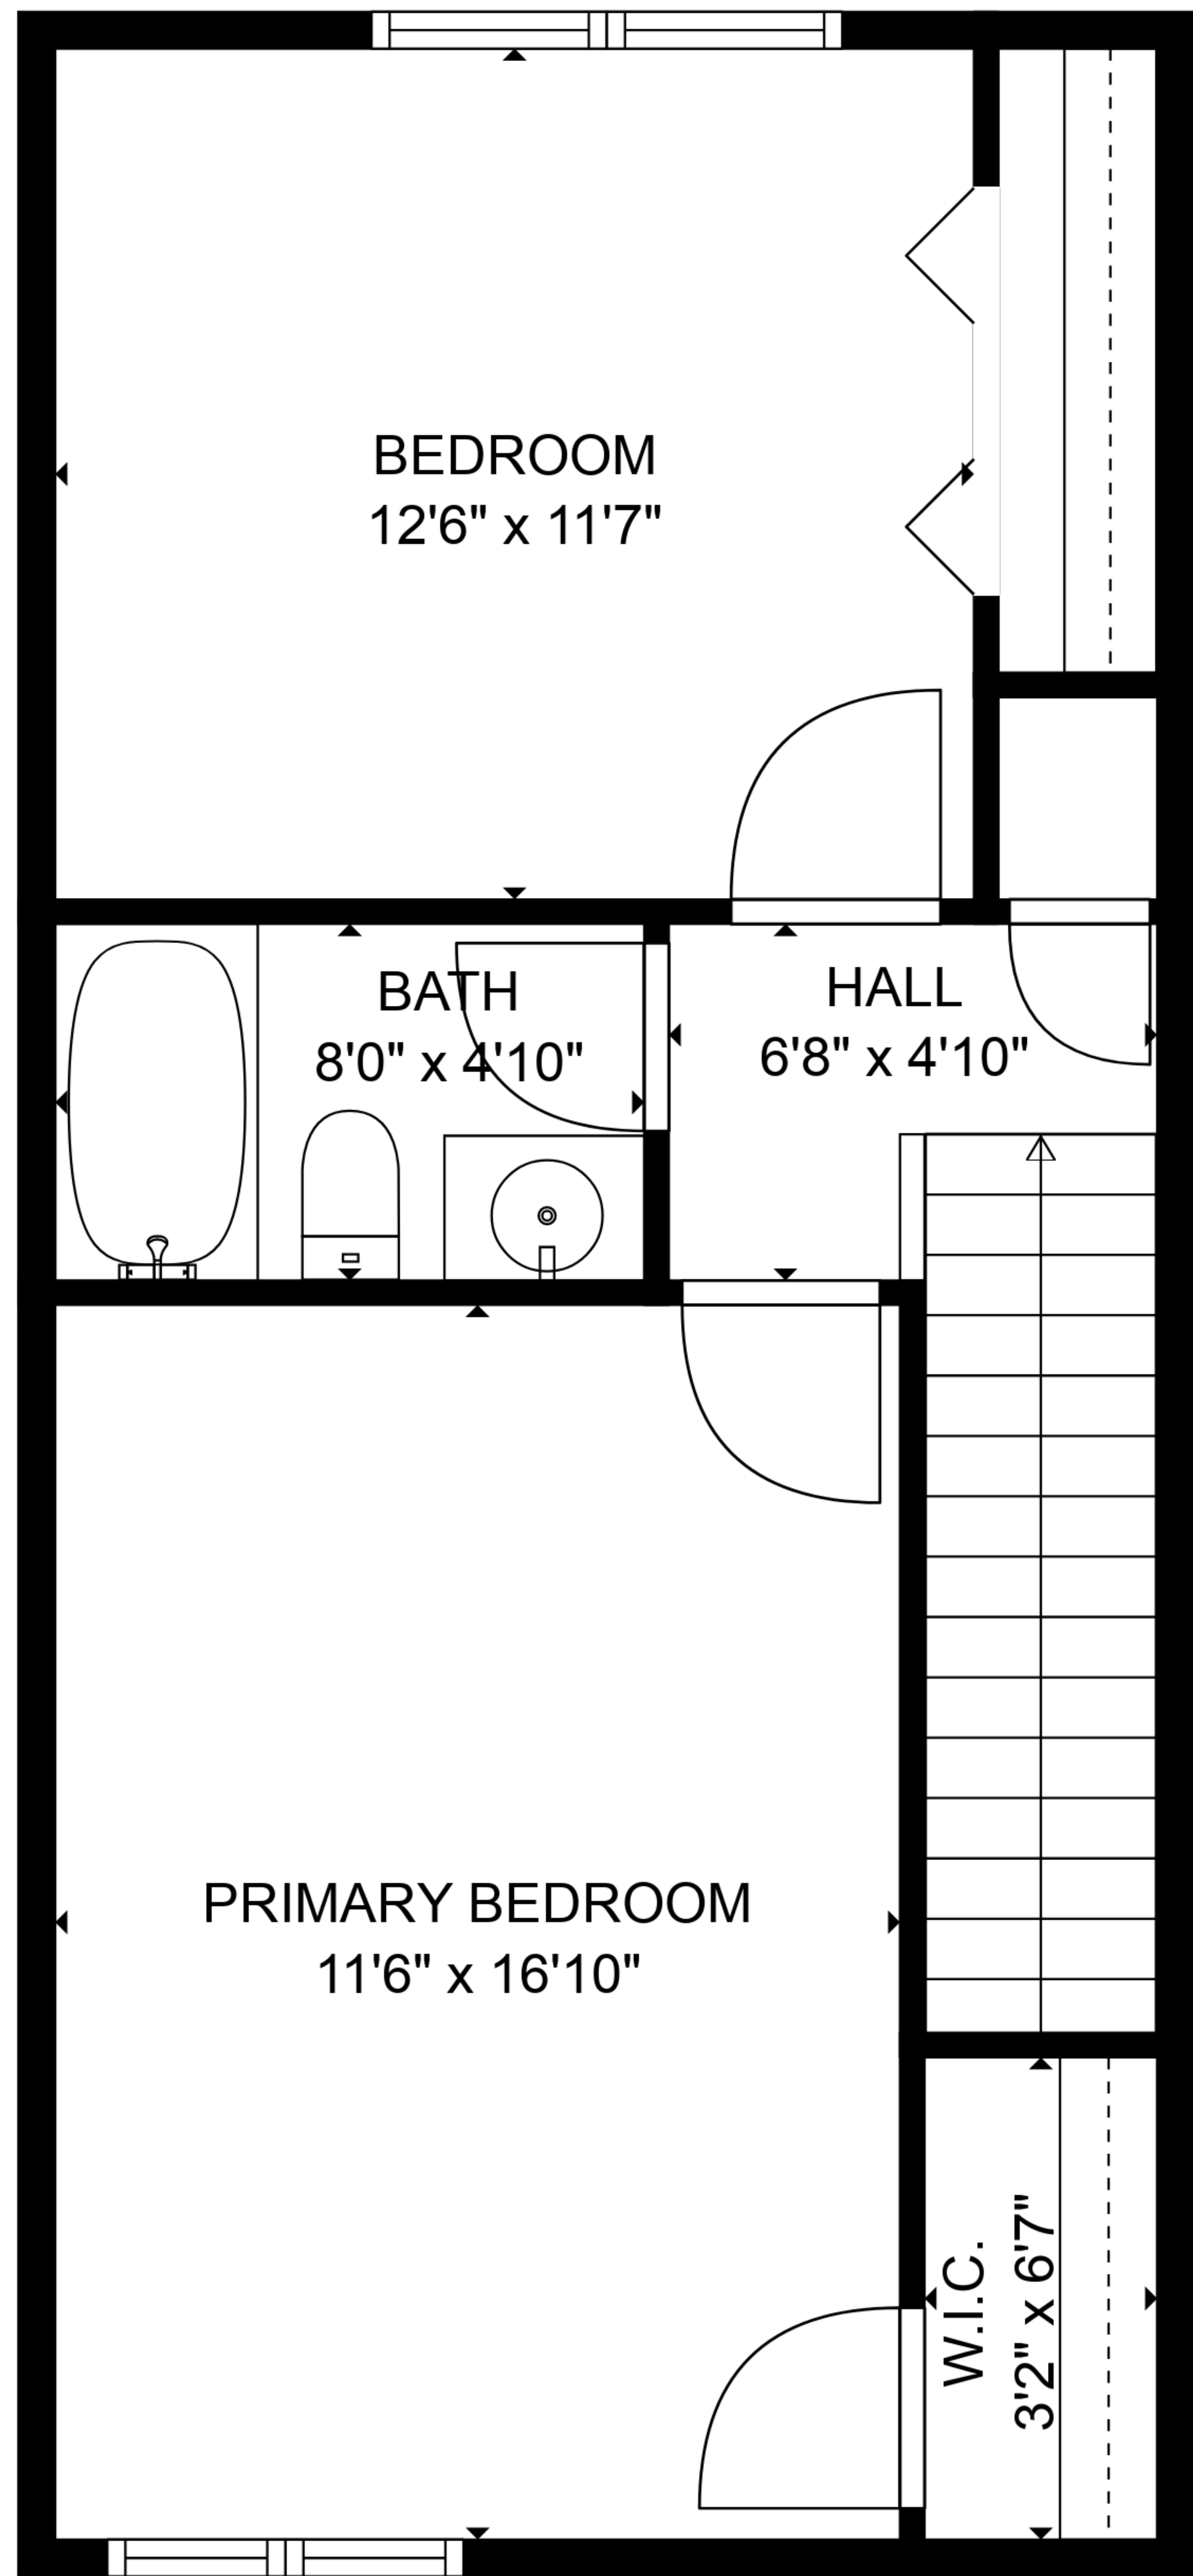 BEDROOM
12'6" x 11'7"
BATH
8'0" x 4'10"
HALL
6'8" x 4'10"
PRIMARY BEDROOM
11'6" x 16'10"
W.I.C.
3'2" x 6'7"